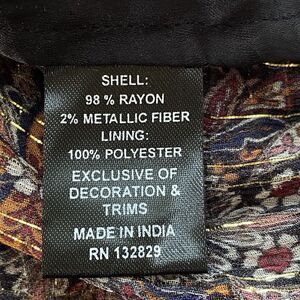 SHELL:
98 % RAYON
2% METALLIC FIBER
LINING:
100% POLYESTER
EXCLUSIVE OF
DECORATION &
TRIMS
MADE IN INDIA
RN 132829